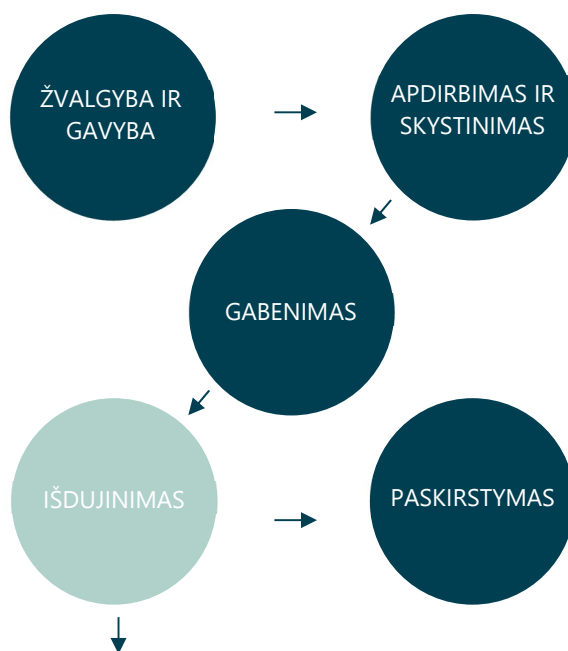 ŽVALGYBA IR
GAVYBA
APDIRBIMAS IR
SKYSTINIMAS
GABENIMAS
IŠDUJINIMAS
PASKIRSTYMAS